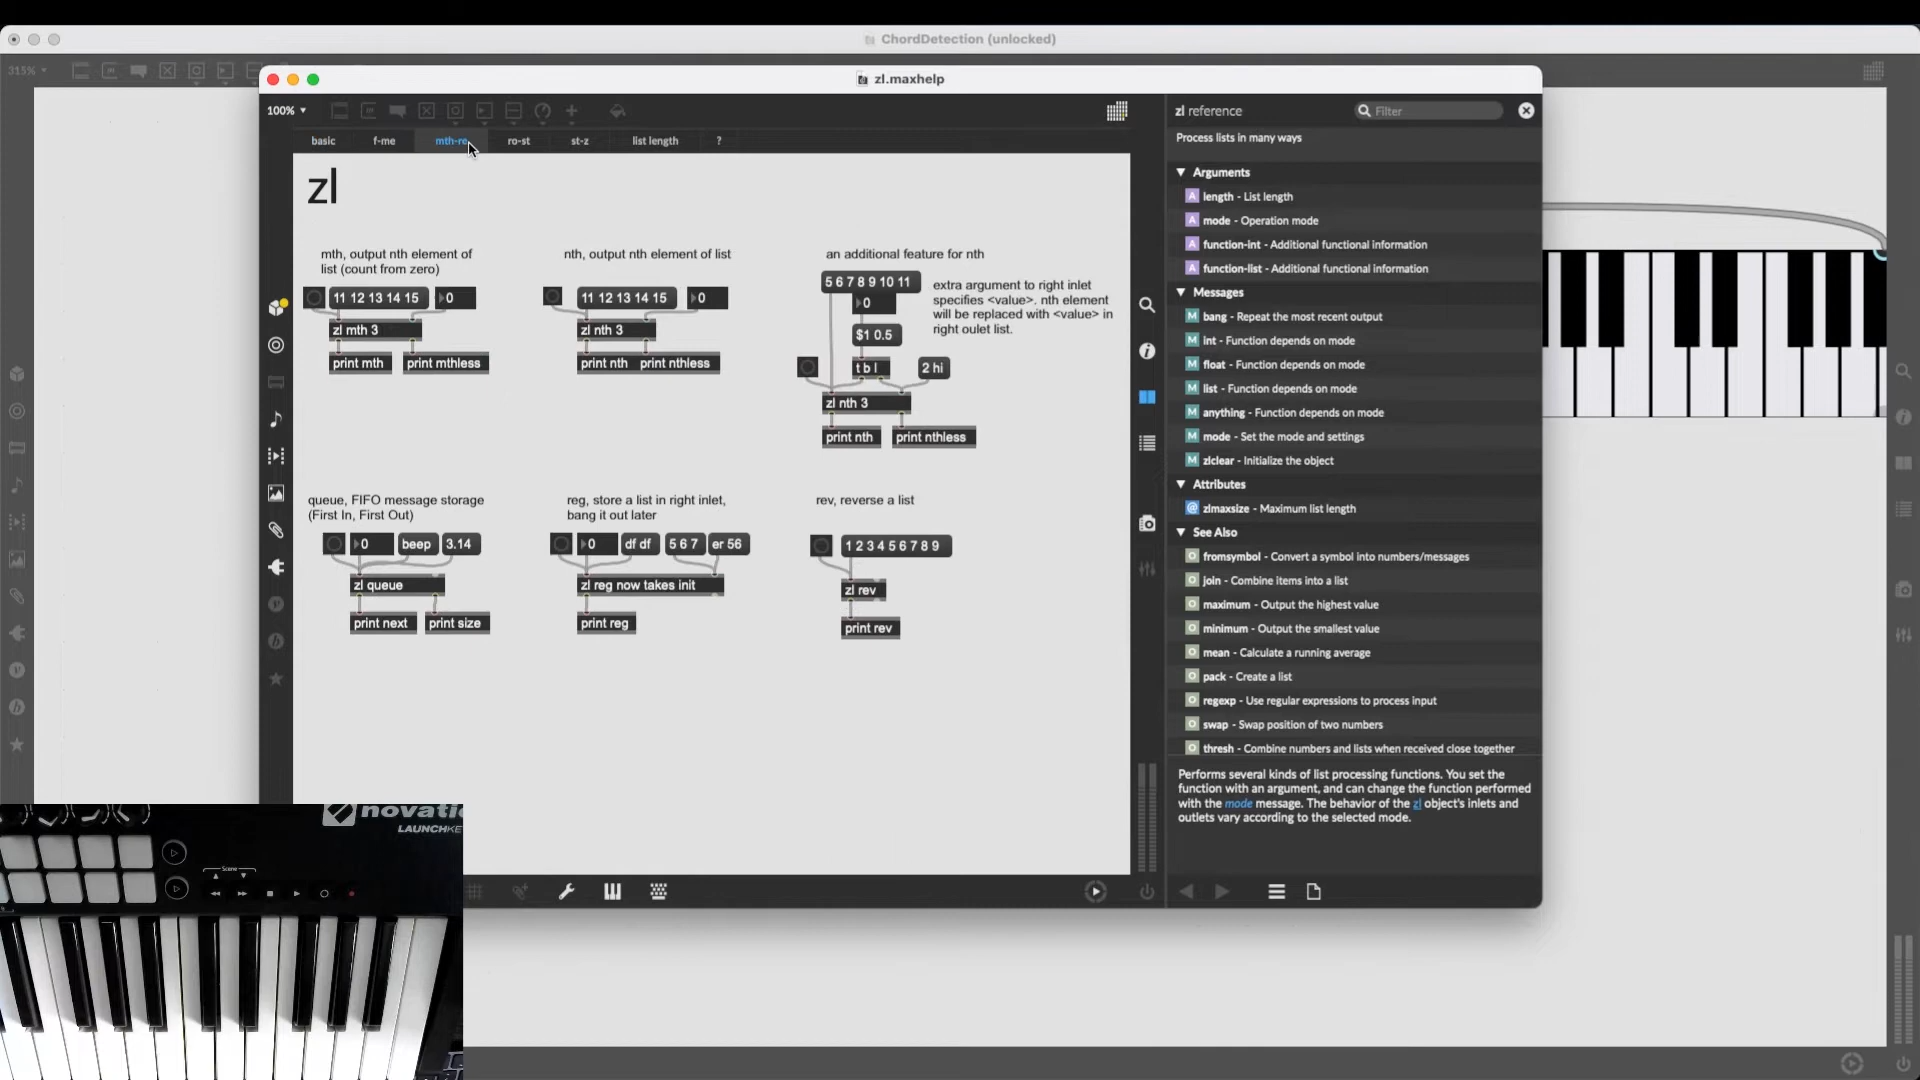 ChordDetection (unlocked)
315%
zl.maxhelp
100%
basic
f-me
mth-re
ro-st
st-z
list length
?
zl
mth, output nth element of
list (count from zero)
11 12 13 14 15
0
zl mth 3
print mth
print mthless
nth, output nth element of list
11 12 13 14 15
0
zl nth 3
print nth
print nthless
an additional feature for nth
5 6 7 8 9 10 11
0
$1 0.5
t b l
2 hi
zl nth 3
print nth
print nthless
extra argument to right inlet
specifies <value>. nth element
will be replaced with <value> in
right oulet list.
queue, FIFO message storage
(First In, First Out)
0
beep
3.14
zl queue
print next
print size
reg, store a list in right inlet,
bang it out later
0
df df
5 6 7
er 56
zl reg now takes init
print reg
rev, reverse a list
1 2 3 4 5 6 7 8 9
zl rev
print rev
zl reference
Filter
Process lists in many ways
Arguments
A length - List length
A mode - Operation mode
A function-int - Additional functional information
A function-list - Additional functional information
Messages
M bang - Repeat the most recent output
M int - Function depends on mode
M float - Function depends on mode
M list - Function depends on mode
M anything - Function depends on mode
M mode - Set the mode and settings
M zlclear - Initialize the object
Attributes
@ zlmaxsize - Maximum list length
See Also
O fromsymbol - Convert a symbol into numbers/messages
O join - Combine items into a list
O maximum - Output the highest value
O minimum - Output the smallest value
O mean - Calculate a running average
O pack - Create a list
O regexp - Use regular expressions to process input
O swap - Swap position of two numbers
O thresh - Combine numbers and lists when received close together
Performs several kinds of list processing functions. You set the
function with an argument, and can change the function performed
with the mode message. The behavior of the zl object's inlets and
outlets vary according to the selected mode.
novati
LAUNCHKE
Scene